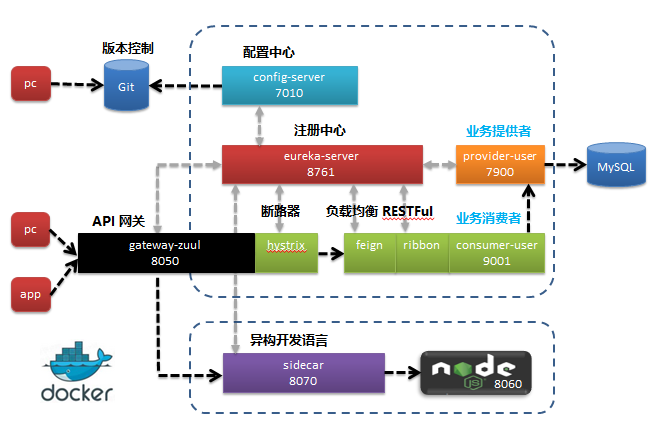 版本控制
配置中心
pc
Git
config-server
7010
注册中心
业务提供者
eureka-server
8761
provider-user
7900
MySQL
断路器
负载均衡 RESTFul
业务消费者
API 网关
pc
gateway-zuul
8050
hystrix
feign
ribbon
consumer-user
9001
app
异构开发语言
sidecar
8070
node
JS
8060
docker